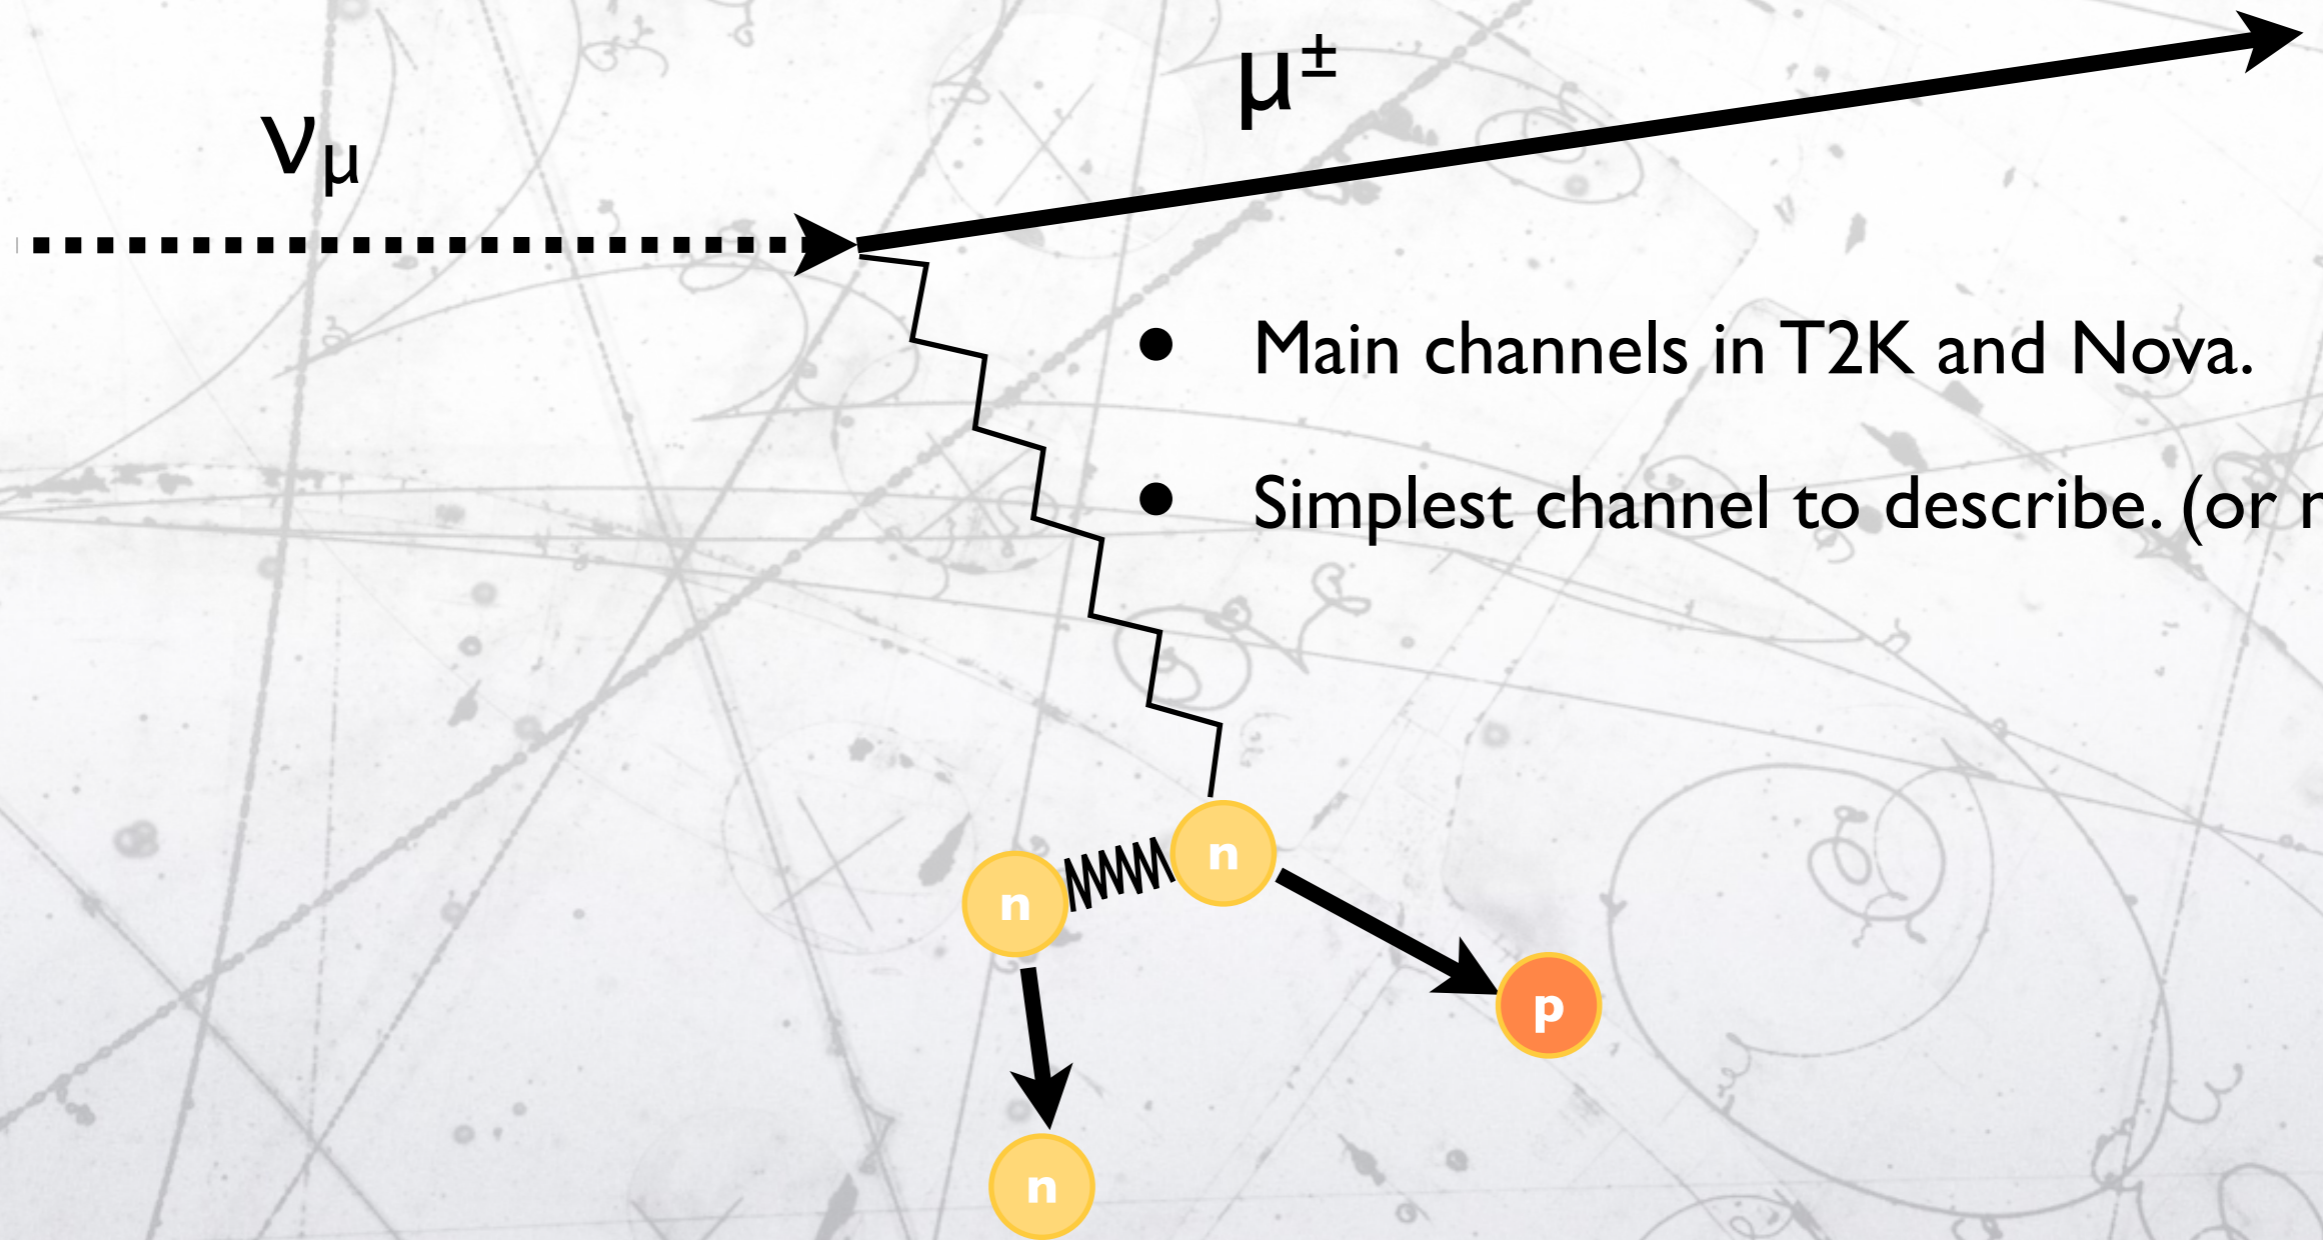 μ±
νμ
• Main channels in T2K and Nova.
• Simplest channel to describe. (or
n
n
p
n